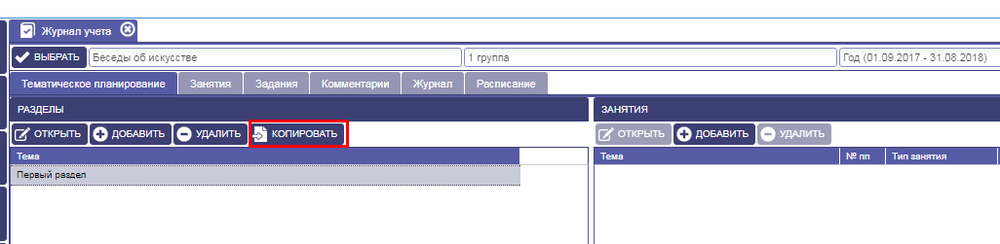 Журнал учета
ВЫБРАТЬ Беседы об искусстве 1 группа Год (01.09.2017 - 31.08.2018)
Тематическое планирование Занятия Задания Комментарии Журнал Расписание
РАЗДЕЛЫ ЗАНЯТИЯ
ОТКРЫТЬ ДОБАВИТЬ УДАЛИТЬ КОПИРОВАТЬ ОТКРЫТЬ ДОБАВИТЬ УДАЛИТЬ
Тема Тема № пп Тип занятия
Первый раздел